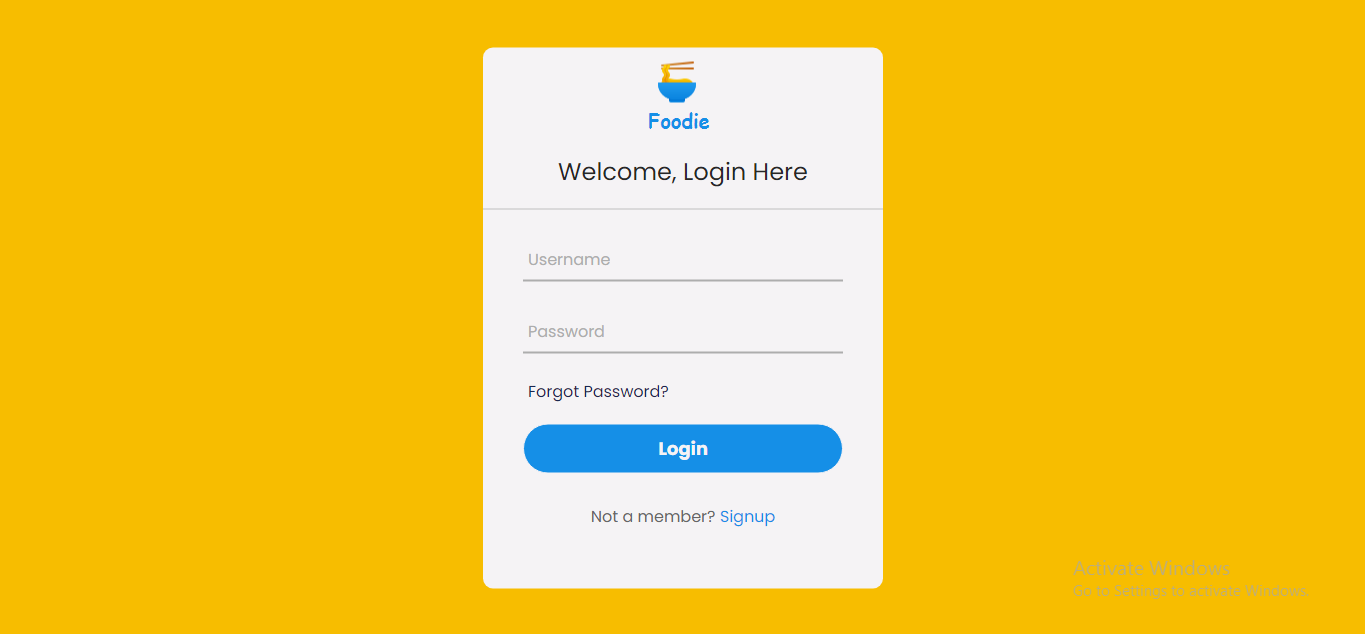 Foodie
Welcome, Login Here
Username
Password
Forgot Password?
Login
Not a member? Signup
Activate Windows
Go to Settings to activate Windows.